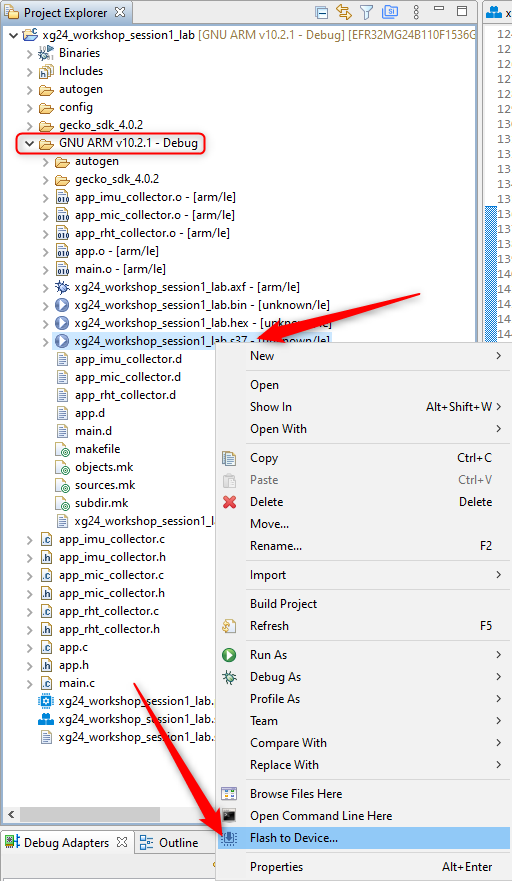 Project Explorer
xg24_workshop_session1_lab [GNU ARM v10.2.1 - Debug] [EFR32MG24B110F1536G
Binaries
Includes
autogen
config
gecko_sdk_4.0.2
GNU ARM v10.2.1 - Debug
autogen
gecko_sdk_4.0.2
app_imu_collector.o - [arm/le]
app_mic_collector.o - [arm/le]
app_rht_collector.o - [arm/le]
app.o - [arm/le]
main.o - [arm/le]
xg24_workshop_session1_lab.axf - [arm/le]
xg24_workshop_session1_lab.bin - [unknown/le]
xg24_workshop_session1_lab.hex - [unknown/le]
xg24_workshop_session1_lab.s37 - [unknown/le]
app_imu_collector.d
app_mic_collector.d
app_rht_collector.d
app.d
main.d
makefile
objects.mk
sources.mk
subdir.mk
xg24_workshop_session1_la
app_imu_collector.c
app_imu_collector.h
app_mic_collector.c
app_mic_collector.h
app_rht_collector.c
app_rht_collector.h
app.c
app.h
main.c
xg24_workshop_session1_lab.
xg24_workshop_session1_lab.
xg24_workshop_session1_lab.
New
Open
Show In Alt+Shift+W
Open With
Copy Ctrl+C
Paste Ctrl+V
Delete Delete
Move...
Rename... F2
Import
Build Project
Refresh F5
Run As
Debug As
Profile As
Team
Compare With
Replace With
Browse Files Here
Open Command Line Here
Flash to Device...
Properties Alt+Enter
Debug Adapters
Outline